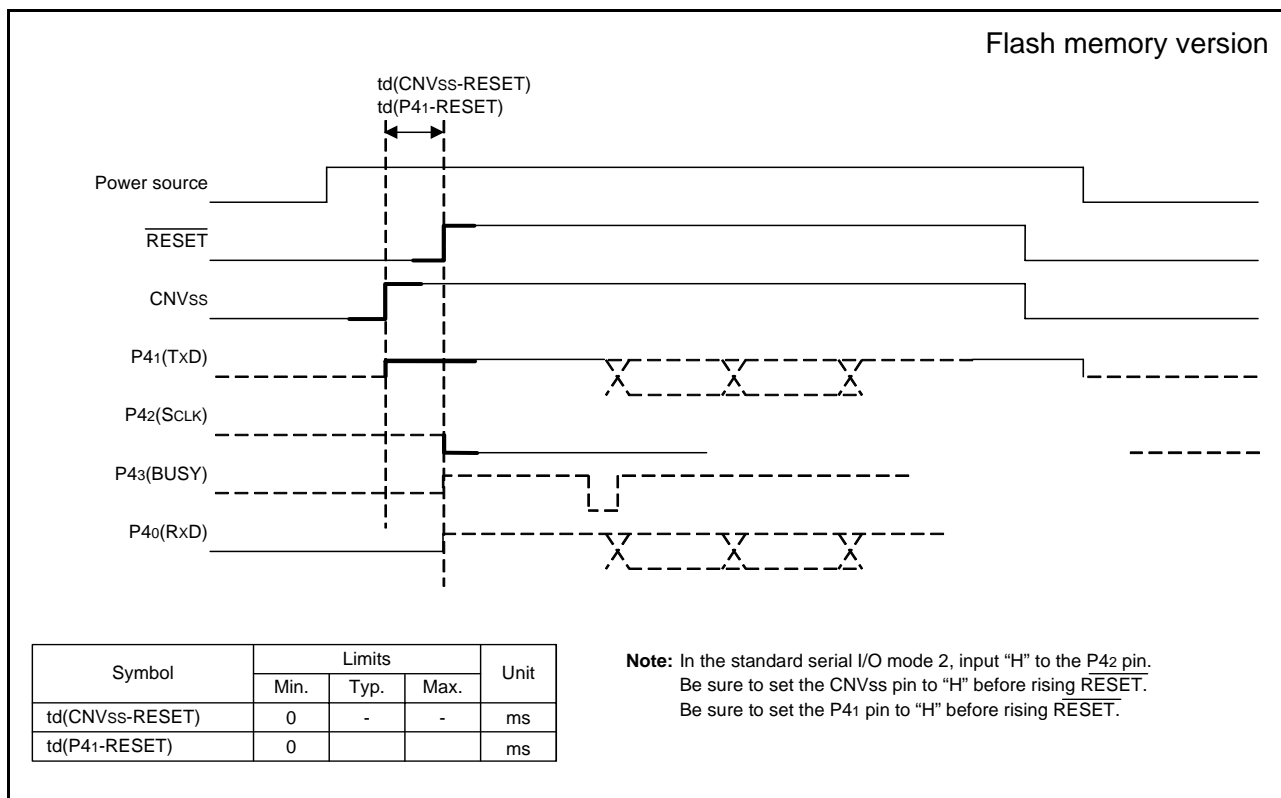 Flash memory version
td(CNVss-RESET)
td(P41-RESET)
Power source
RESET
CNVss
P41(TxD)
P42(SCLK)
P43(BUSY)
P40(RxD)
Symbol Limits Unit
Min. Typ. Max.
td(CNVss-RESET) 0 - - ms
td(P41-RESET) 0 ms
Note: In the standard serial I/O mode 2, input “H” to the P42 pin.
Be sure to set the CNVss pin to “H” before rising RESET.
Be sure to set the P41 pin to “H” before rising RESET.